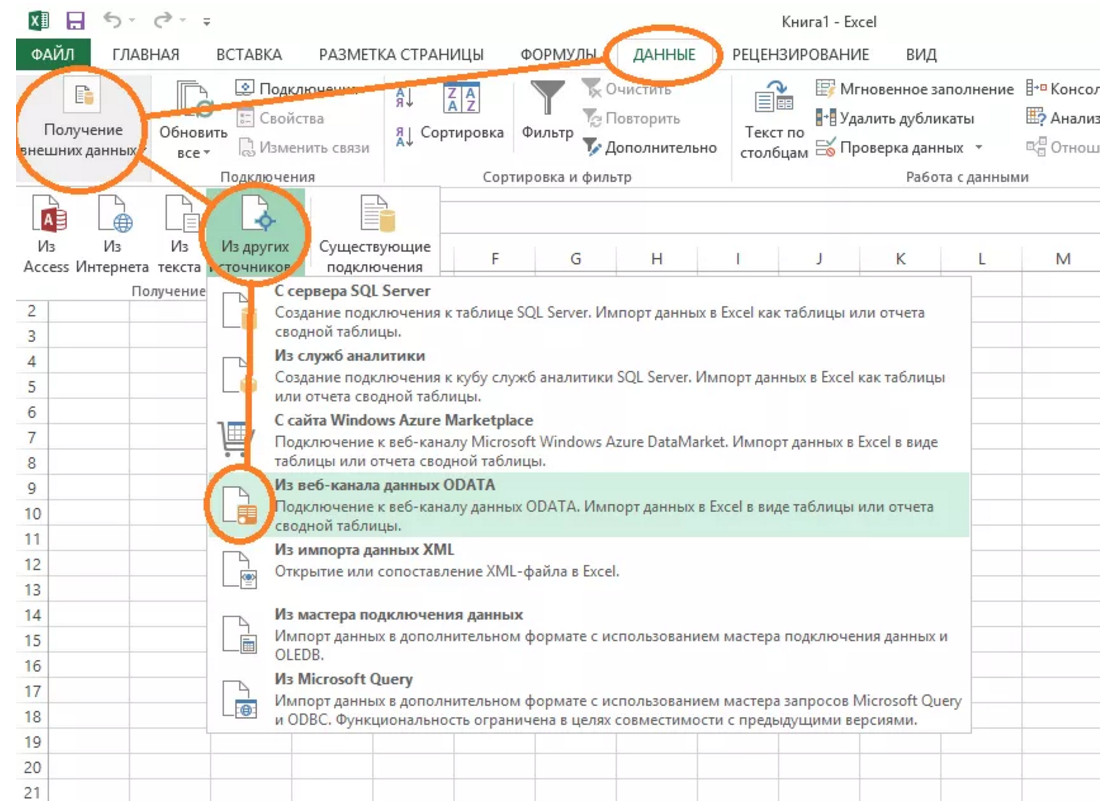 Книга1 - Excel
ФАЙЛ ГЛАВНАЯ ВСТАВКА РАЗМЕТКА СТРАНИЦЫ ФОРМУЛЫ ДАННЫЕ РЕЦЕНЗИРОВАНИЕ ВИД
Получение
внешних данных
Обновить
все
Подключения
Свойства
Изменить связи
Подключения
А
Я
Я
А
Z A
A Z
Сортировка
Фильтр
Очистить
Повторить
Дополнительно
Сортировка и фильтр
Текст по
столбцам
Мгновенное заполнение
Удалить дубликаты
Проверка данных
Консол
Анализ
Отнош
Работа с данными
Из
Access
Из
Интернета
Из
текста
Из других
источников
Существующие
подключения
Получение
F G H I J K L M
С сервера SQL Server
Создание подключения к таблице SQL Server. Импорт данных в Excel как таблицы или отчета
сводной таблицы.
Из служб аналитики
Создание подключения к кубу служб аналитики SQL Server. Импорт данных в Excel как таблицы
или отчета сводной таблицы.
С сайта Windows Azure Marketplace
Подключение к веб-каналу Microsoft Windows Azure DataMarket. Импорт данных в Excel в виде
таблицы или отчета сводной таблицы.
Из веб-канала данных ODATA
Подключение к веб-каналу данных ODATA. Импорт данных в Excel в виде таблицы или отчета
сводной таблицы.
Из импорта данных XML
Открытие или сопоставление XML-файла в Excel.
Из мастера подключения данных
Импорт данных в дополнительном формате с использованием мастера подключения данных и
OLEDB.
Из Microsoft Query
Импорт данных в дополнительном формате с использованием мастера запросов Microsoft Query
и ODBC. Функциональность ограничена в целях совместимости с предыдущими версиями.
2
3
4
5
6
7
8
9
10
11
12
13
14
15
16
17
18
19
20
21